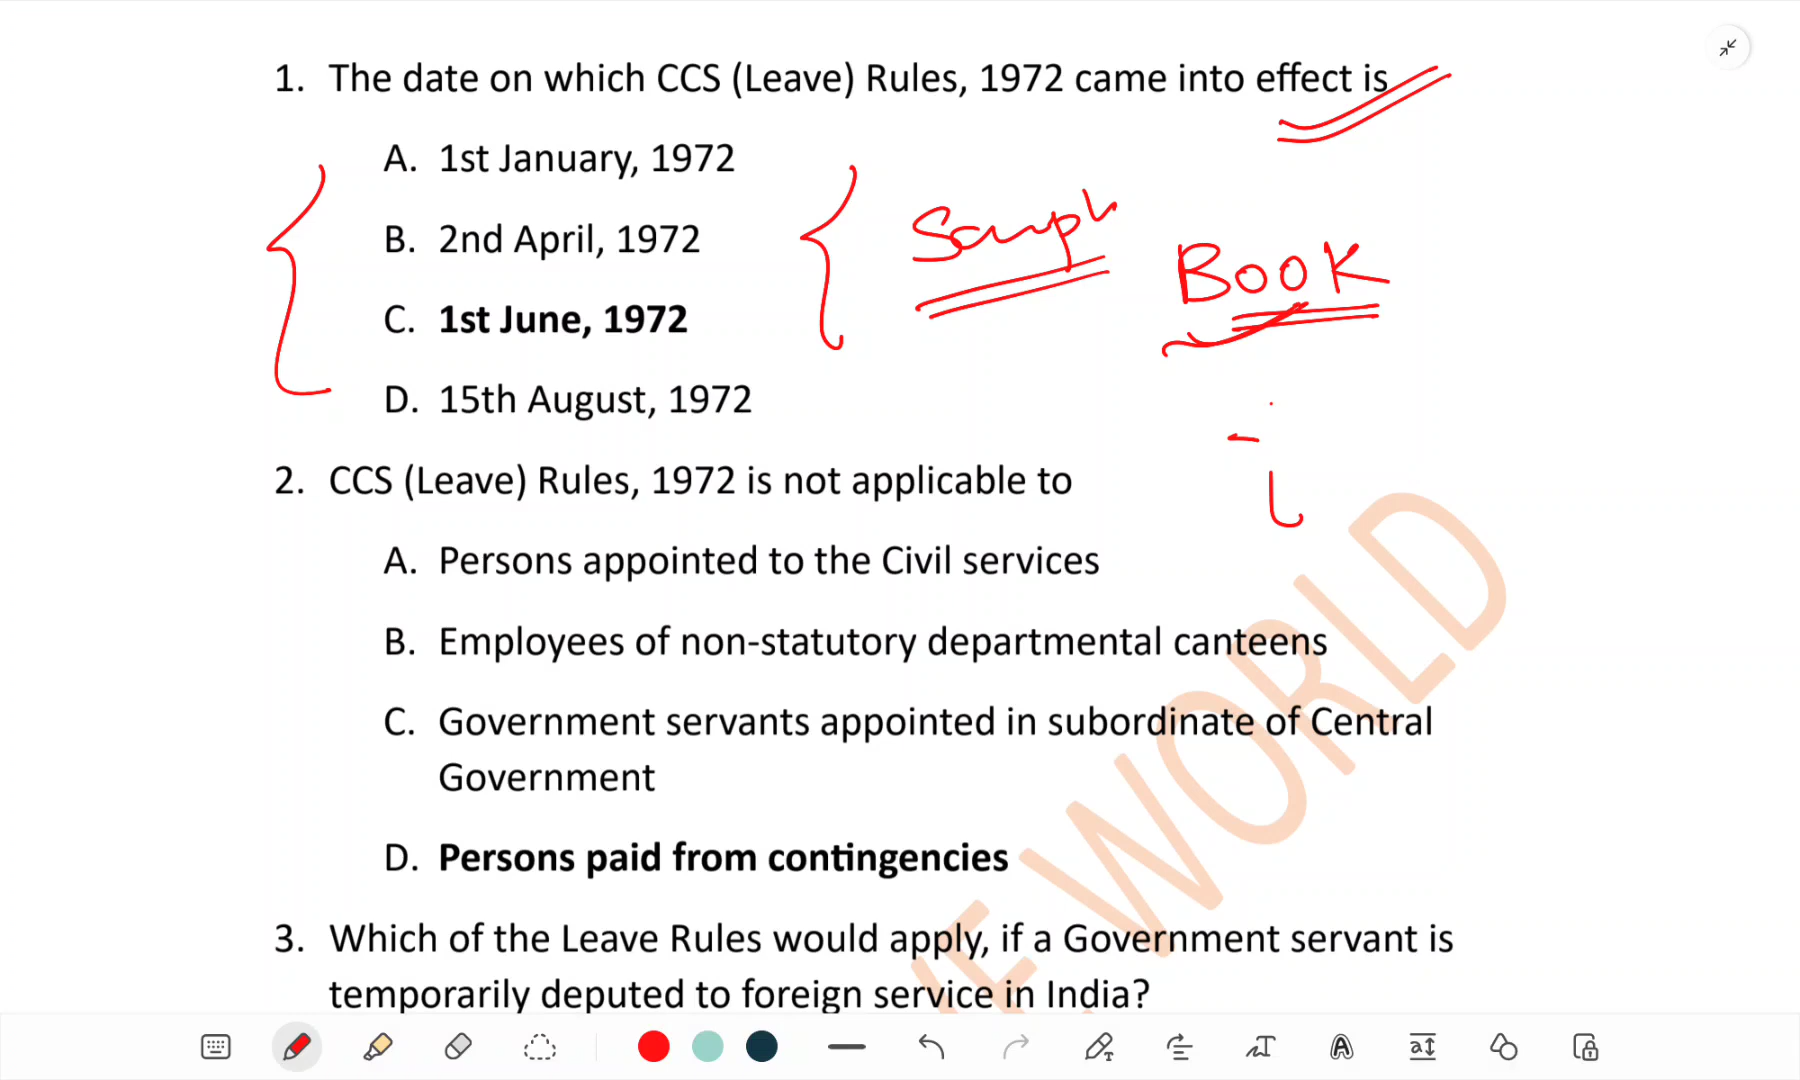 1. The date on which CCS (Leave) Rules, 1972 came into effect is
A. 1st January, 1972
B. 2nd April, 1972
C. 1st June, 1972
D. 15th August, 1972
Book
2. CCS (Leave) Rules, 1972 is not applicable to
A. Persons appointed to the Civil services
B. Employees of non-statutory departmental canteens
C. Government servants appointed in subordinate of Central
Government
D. Persons paid from contingencies
3. Which of the Leave Rules would apply, if a Government servant is
temporarily deputed to foreign service in India?
WORLD